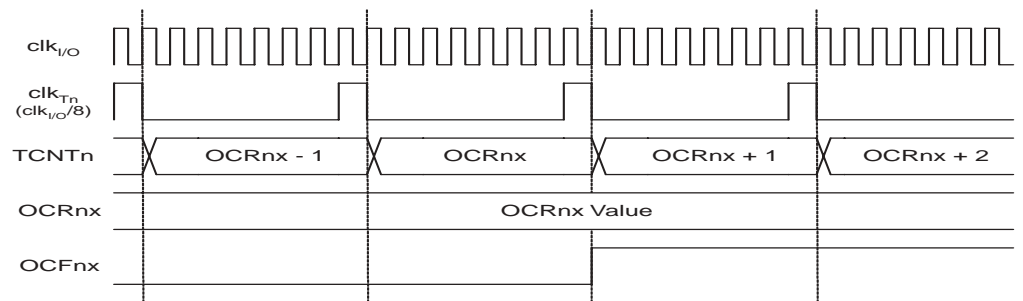 clkI/O
clkTn
(clkI/O/8)
TCNTn OCRnx - 1 OCRnx OCRnx + 1 OCRnx + 2
OCRnx OCRnx Value
OCFnx